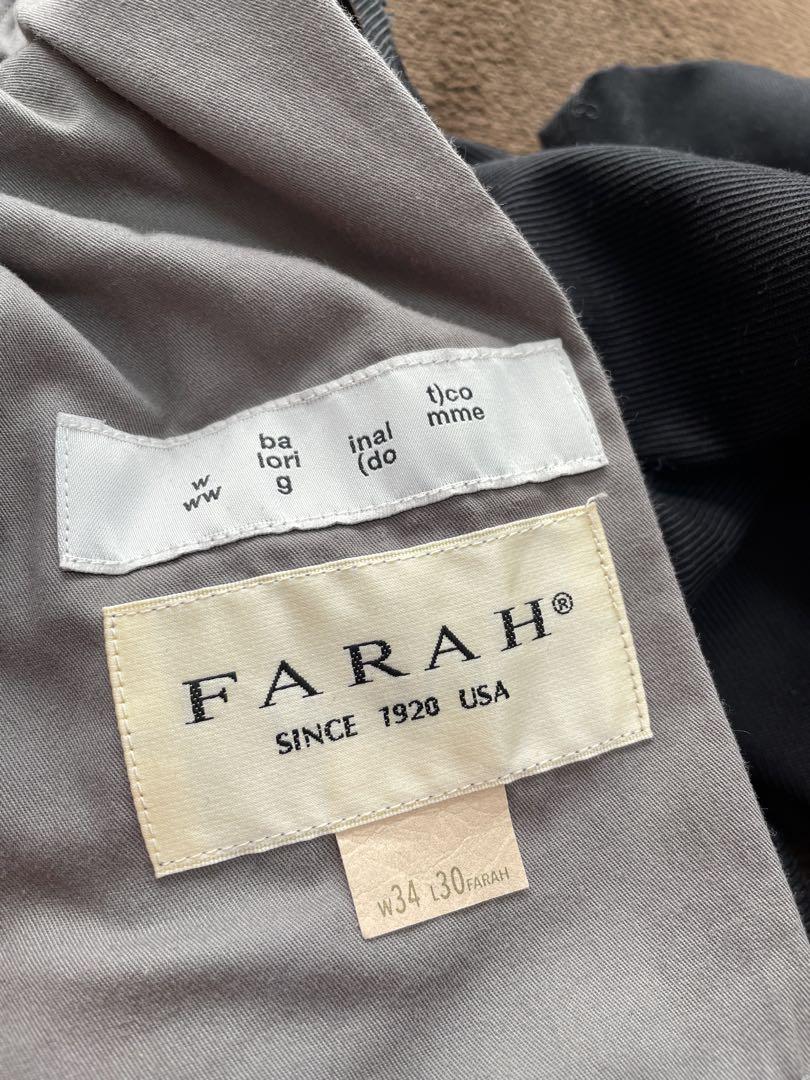 w
ww
ba
lori
g
inal
(do
t)co
mme
FARAH®
SINCE 1920 USA
W34 L30 FARAH